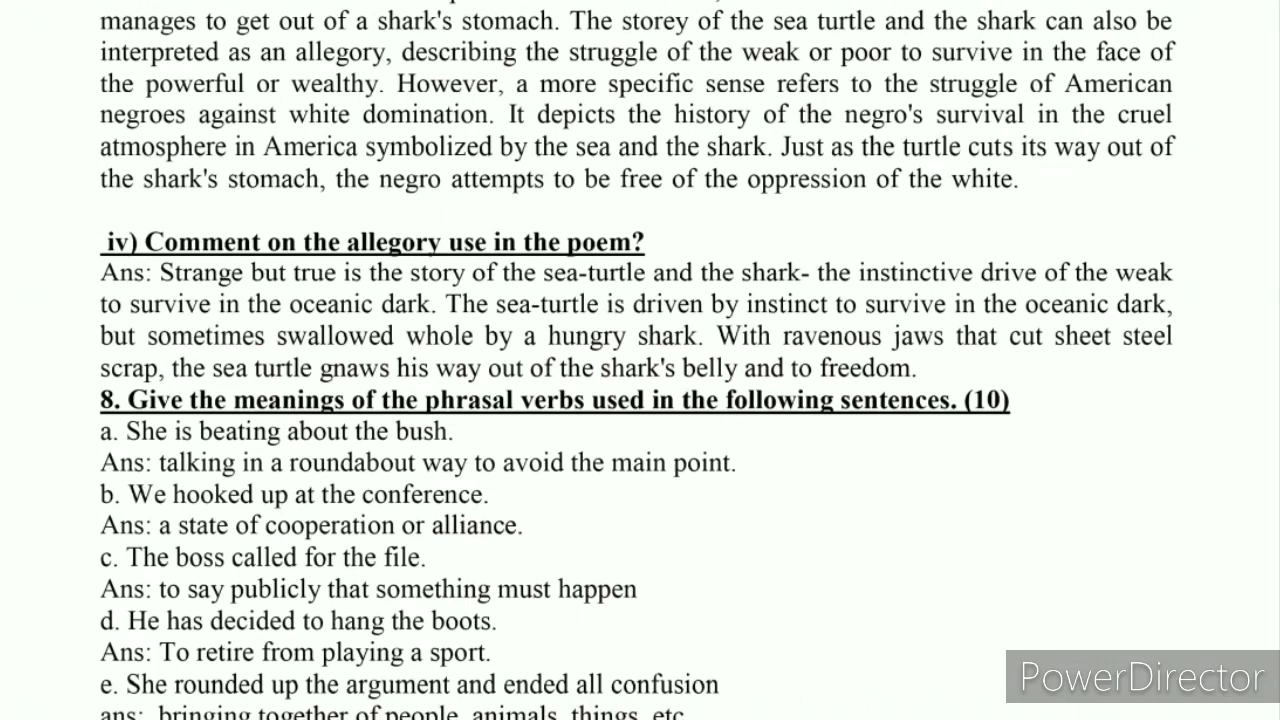 manages to get out of a shark's stomach. The storey of the sea turtle and the shark can also be
interpreted as an allegory, describing the struggle of the weak or poor to survive in the face of
the powerful or wealthy. However, a more specific sense refers to the struggle of American
negroes against white domination. It depicts the history of the negro's survival in the cruel
atmosphere in America symbolized by the sea and the shark. Just as the turtle cuts its way out of
the shark's stomach, the negro attempts to be free of the oppression of the white.
iv) Comment on the allegory use in the poem?
Ans: Strange but true is the story of the sea-turtle and the shark- the instinctive drive of the weak
to survive in the oceanic dark. The sea-turtle is driven by instinct to survive in the oceanic dark,
but sometimes swallowed whole by a hungry shark. With ravenous jaws that cut sheet steel
scrap, the sea turtle gnaws his way out of the shark's belly and to freedom.
8. Give the meanings of the phrasal verbs used in the following sentences. (10)
a. She is beating about the bush.
Ans: talking in a roundabout way to avoid the main point.
b. We hooked up at the conference.
Ans: a state of cooperation or alliance.
c. The boss called for the file.
Ans: to say publicly that something must happen
d. He has decided to hang the boots.
Ans: To retire from playing a sport.
e. She rounded up the argument and ended all confusion
ans: bringing together of people, animals, things, etc
PowerDirector